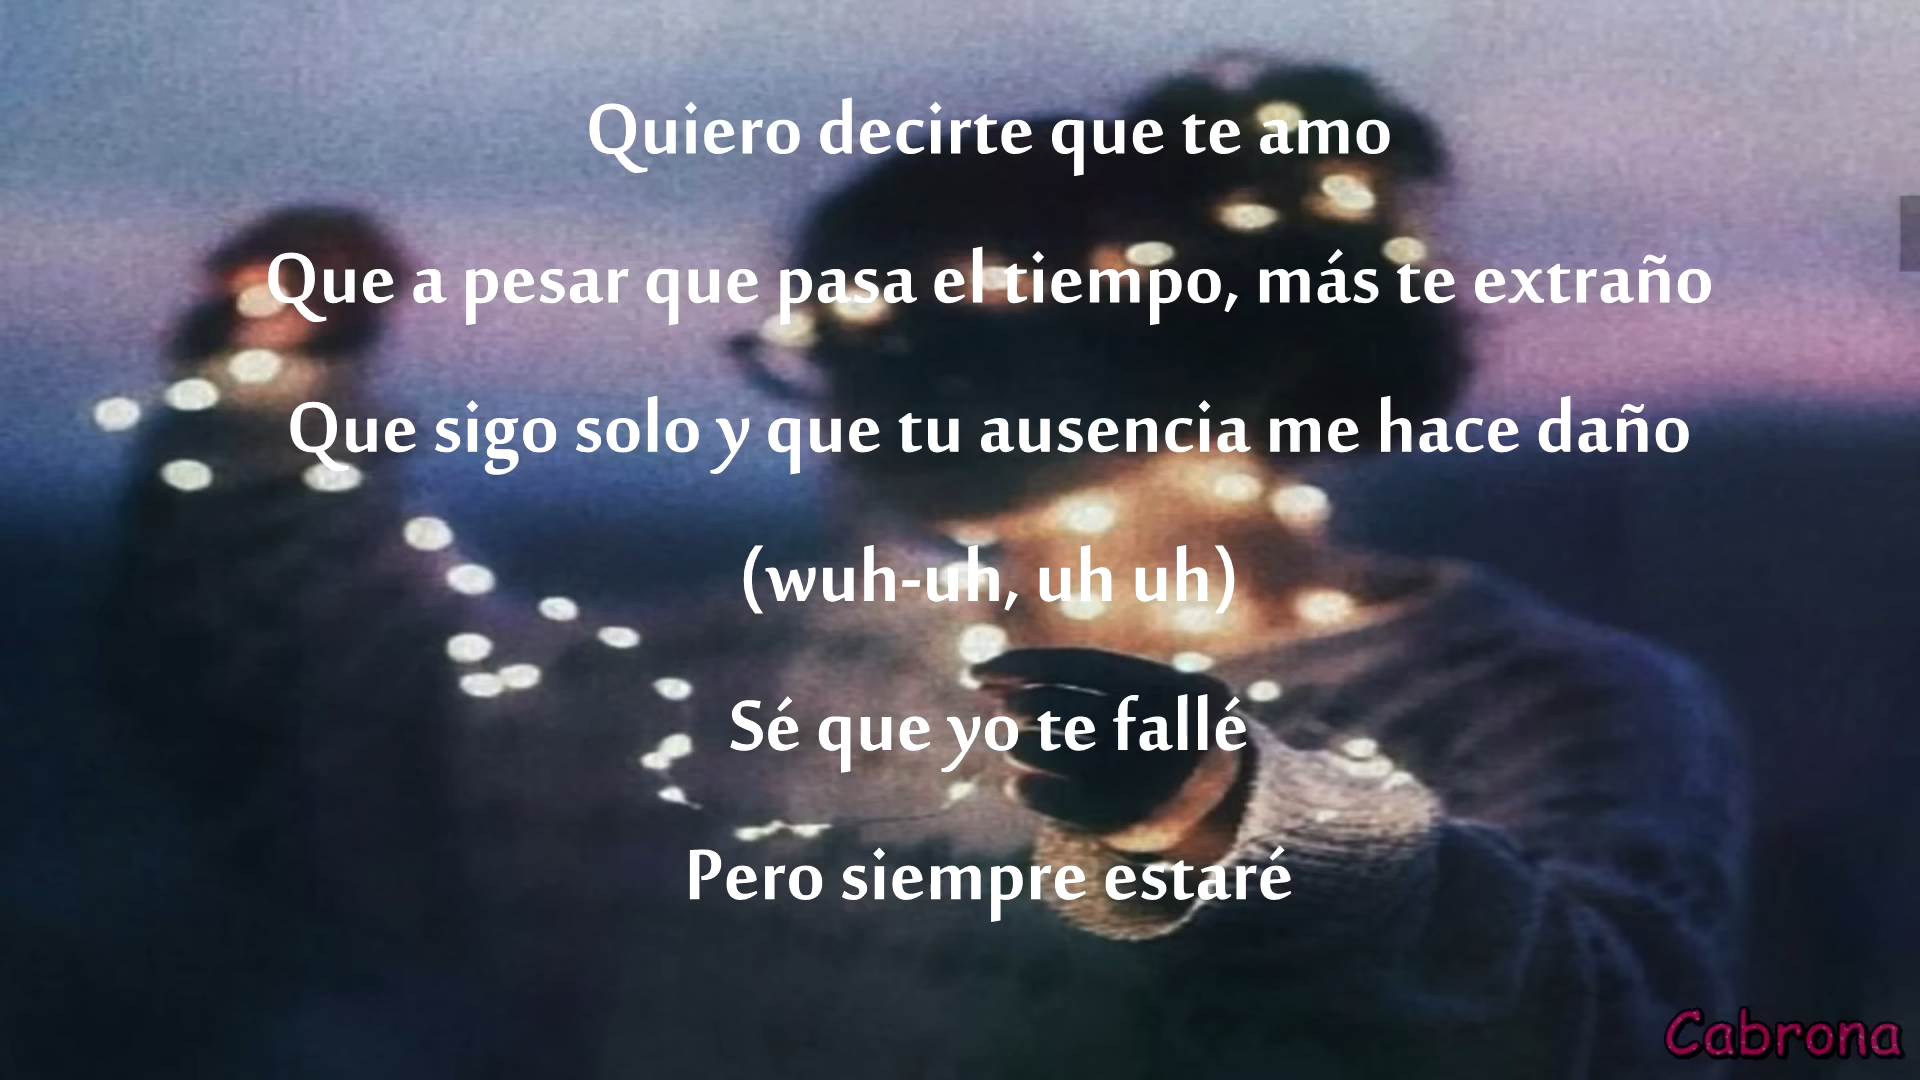 Quiero decirte que te amo
Que a pesar que pasa el tiempo, más te extraño
Que sigo solo y que tu ausencia me hace daño
(wuh-uh, uh uh)
Sé que yo te fallé
Pero siempre estaré
Cabrona